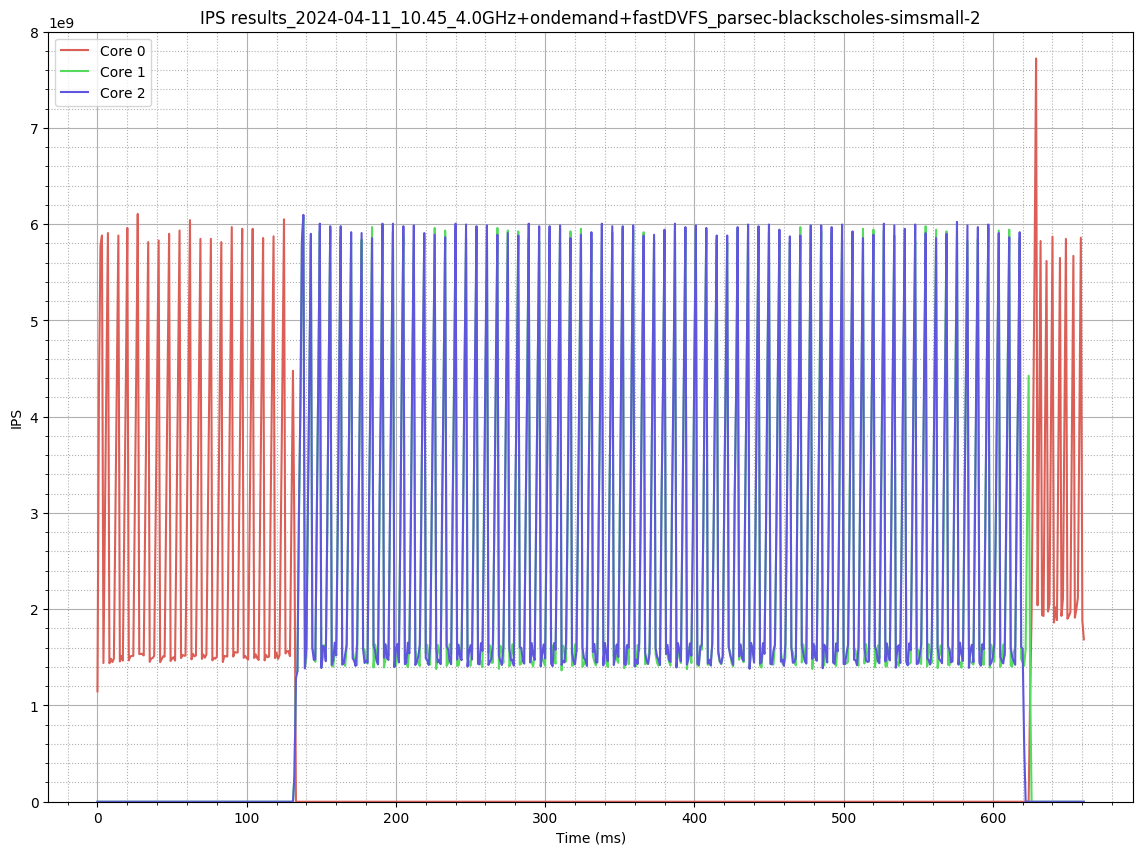 IPS results_2024-04-11_10.45_4.0GHz+ondemand+fastDVFS_parsec-blackscholes-simsmall-2
1e9
Core 0
Core 1
Core 2
8
7
6
5
4
3
2
1
0
IPS
0 100 200 300 400 500 600
Time (ms)